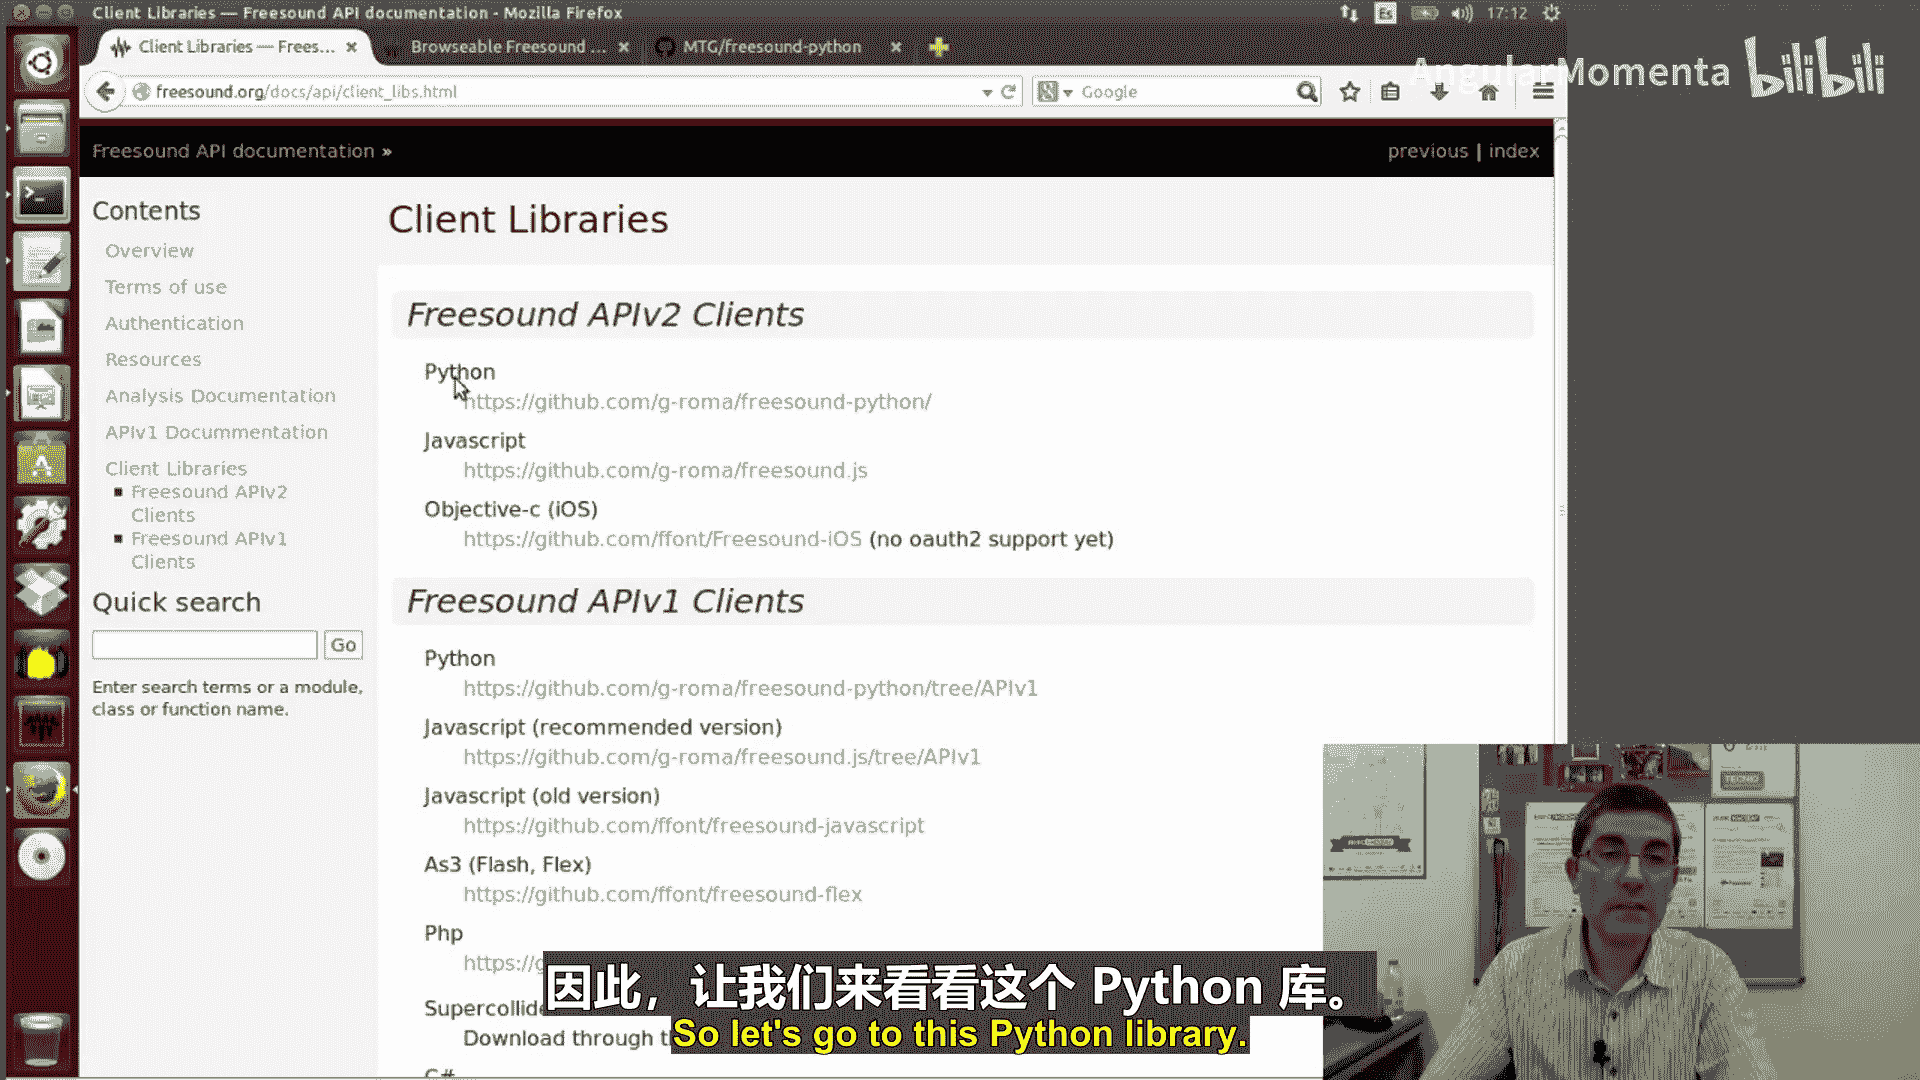 Client Libraries — Freesound API documentation - Mozilla Firefox
Es
17:12
Client Libraries — Frees...
Browseable Freesound ...
MTG/freesound-python
freesound.org/docs/api/client_libs.html
Google
AngularMomenta
bilibili
Freesound API documentation »
previous | index
Contents
Overview
Terms of use
Authentication
Resources
Analysis Documentation
APIv1 Docummentation
Client Libraries
Freesound APIv2
Clients
Freesound APIv1
Clients
Quick search
Go
Enter search terms or a module,
class or function name.
Client Libraries
Freesound APIv2 Clients
Python
https://github.com/g-roma/freesound-python/
Javascript
https://github.com/g-roma/freesound.js
Objective-c (iOS)
https://github.com/ffont/Freesound-iOS (no oauth2 support yet)
Freesound APIv1 Clients
Python
https://github.com/g-roma/freesound-python/tree/APIv1
Javascript (recommended version)
https://github.com/g-roma/freesound.js/tree/APIv1
Javascript (old version)
https://github.com/ffont/freesound-javascript
As3 (Flash, Flex)
https://github.com/ffont/freesound-flex
Php
https://g
Supercollide
Download through t
C#
因此，让我们来看看这个 Python 库。
So let's go to this Python library.